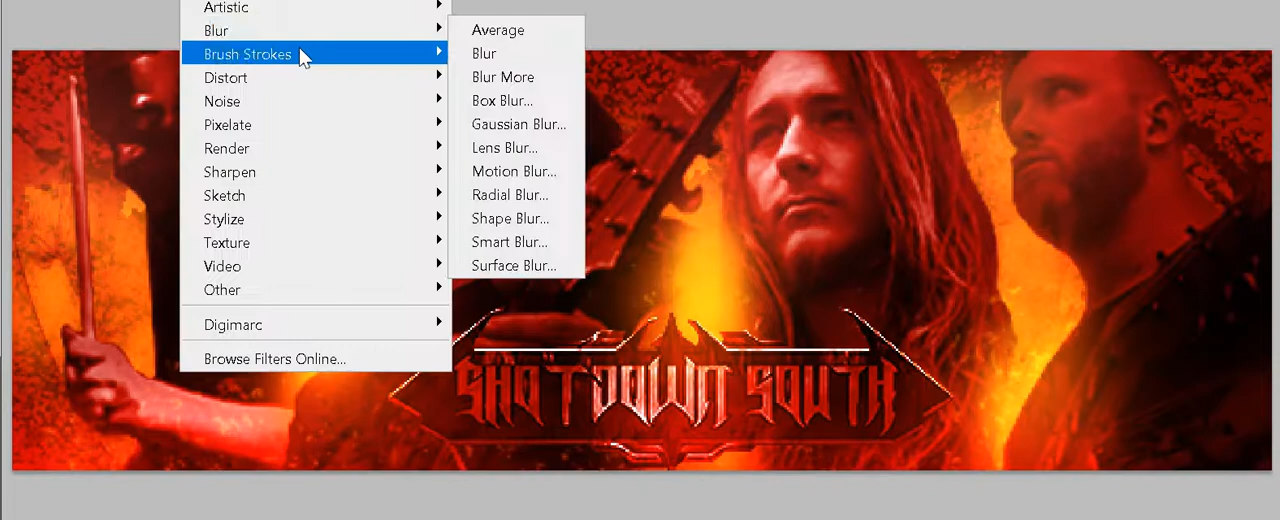 Artistic
Blur
Brush Strokes
Distort
Noise
Pixelate
Render
Sharpen
Sketch
Stylize
Texture
Video
Other
Digimarc
Browse Filters Online...
Average
Blur
Blur More
Box Blur...
Gaussian Blur...
Lens Blur...
Motion Blur...
Radial Blur...
Shape Blur...
Smart Blur...
Surface Blur...
SHOTDOWN SOUTH